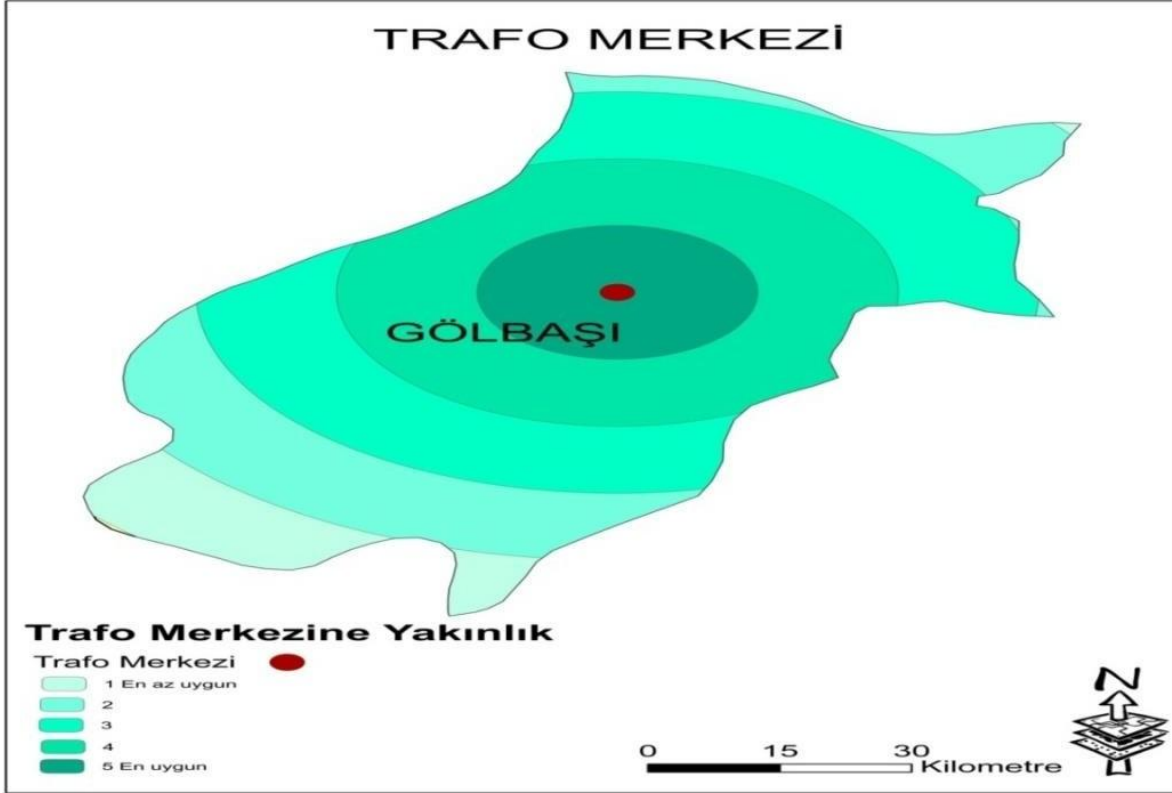 TRAFO MERKEZİ
GÖLBAŞI
Trafo Merkezine Yakınlık
Trafo Merkezi
1 En az uygun
2
3
4
5 En uygun
0 15 30
Kilometre
N